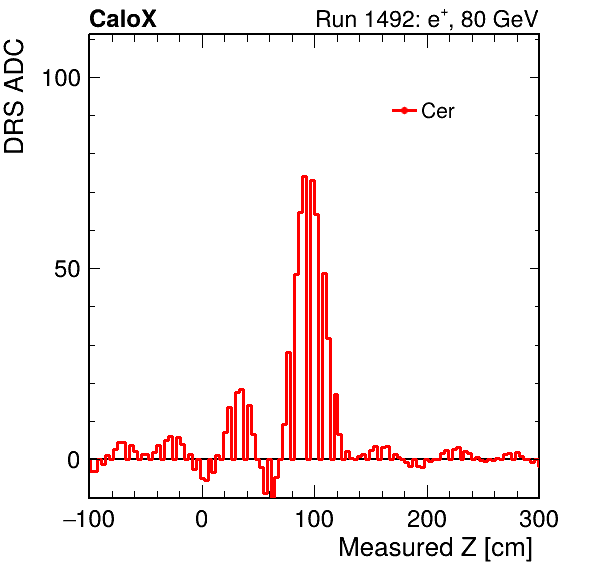 CaloX Run 1492: e⁺, 80 GeV
DRS ADC
Cer
100
50
0
−100 0 100 200 300
Measured Z [cm]